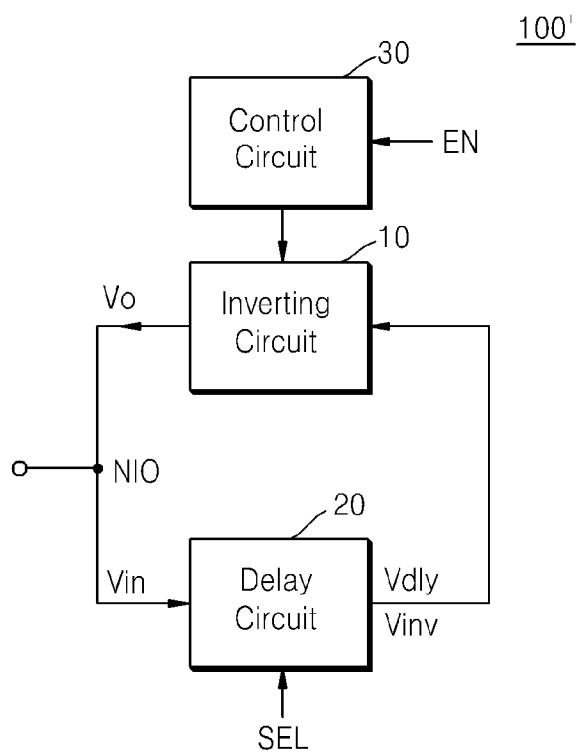 100'
30
Control
Circuit
EN
10
Vo
Inverting
Circuit
NIO
20
Vin
Delay
Circuit
Vdly
Vinv
SEL